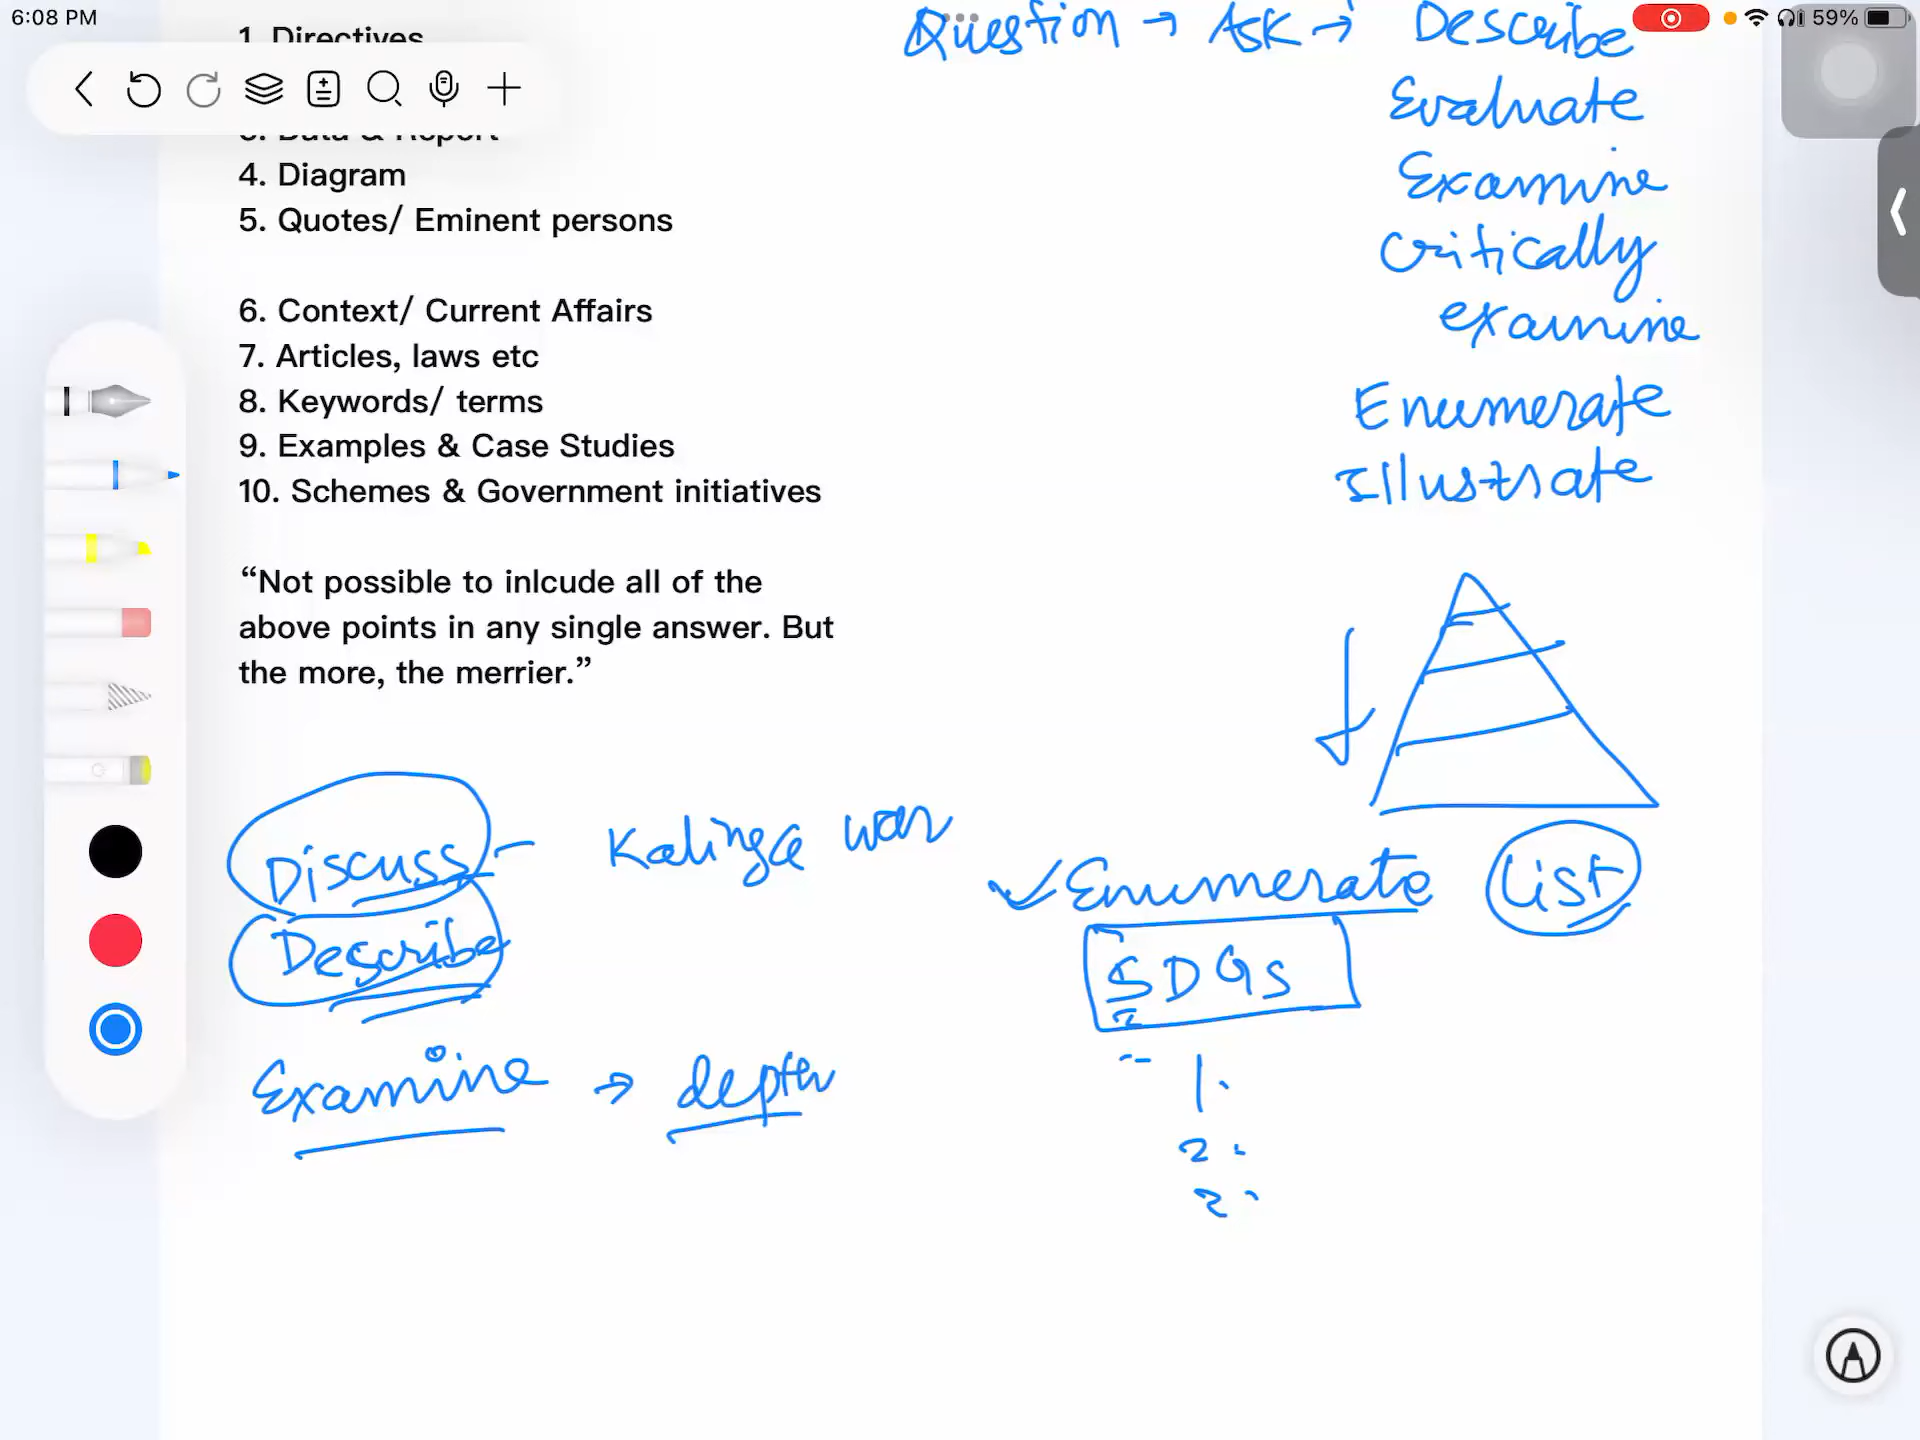 6:08 PM
59%
1. Directives
3. Data & Report
4. Diagram
5. Quotes/ Eminent persons
6. Context/ Current Affairs
7. Articles, laws etc
8. Keywords/ terms
9. Examples & Case Studies
10. Schemes & Government initiatives
“Not possible to inlcude all of the
above points in any single answer. But
the more, the merrier.”
Question → Ask → Describe
Evaluate
Examine
Critically
examine
Enumerate
Illustrate
Discuss - Kalinga war
Describe
Examine → depth
✓ Enumerate List
SDGs
1.
2.